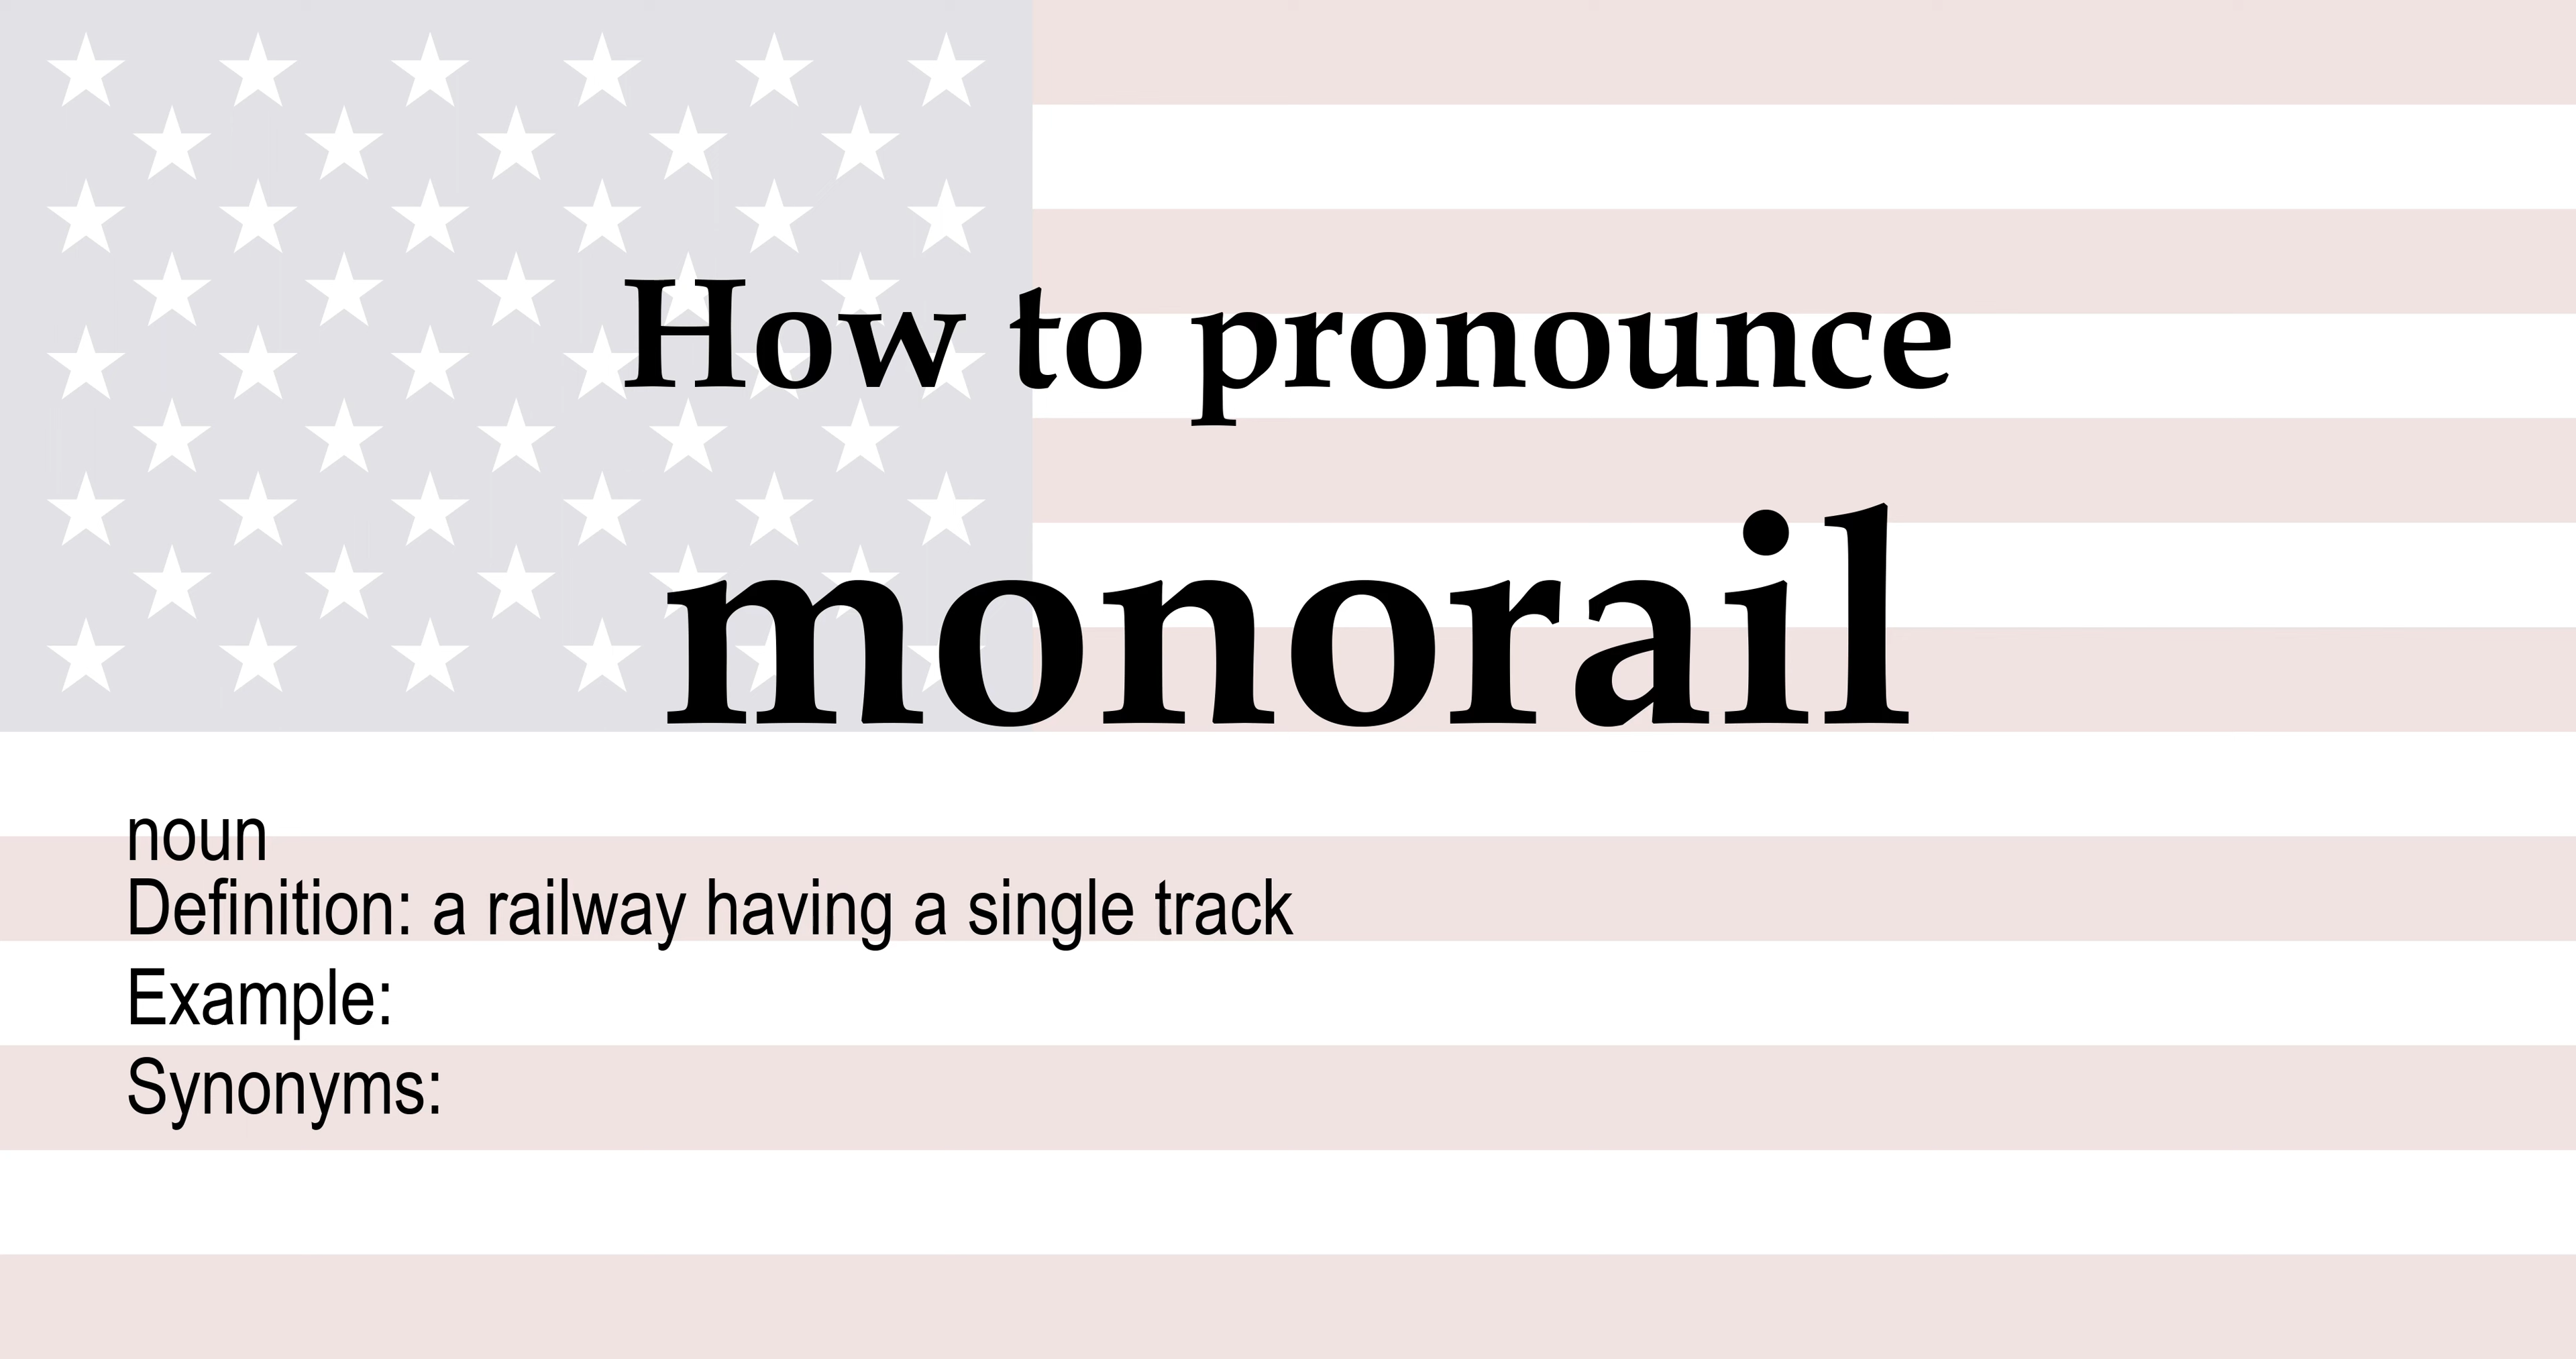 How to pronounce
monorail
noun
Definition: a railway having a single track
Example:
Synonyms: